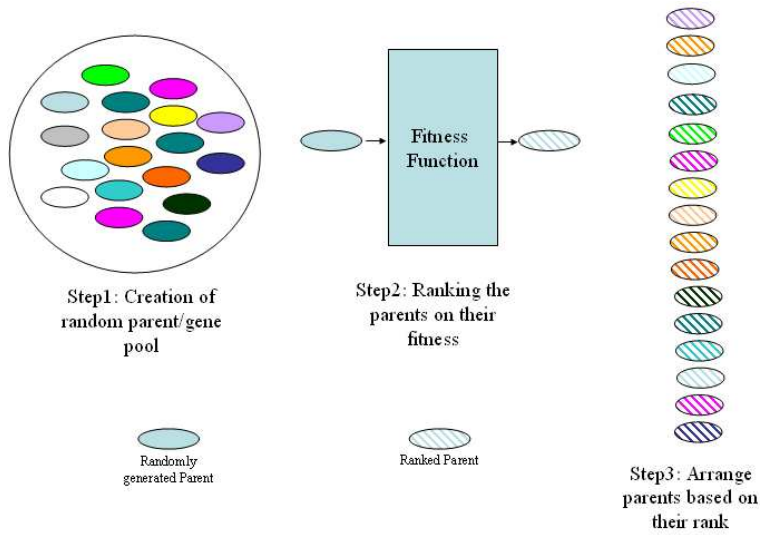 Fitness
Function
Step1: Creation of
random parent/gene
pool
Step2: Ranking the
parents on their
fitness
Randomly
generated Parent
Ranked Parent
Step3: Arrange
parents based on
their rank